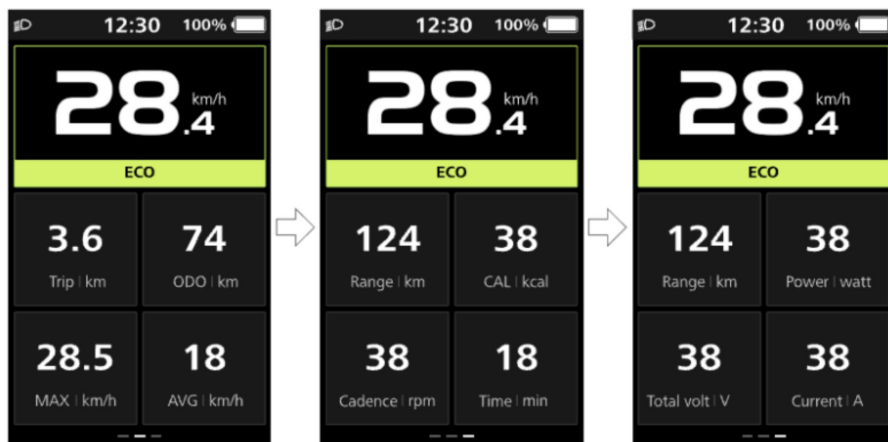 12:30 100%
28.4 km/h
ECO
3.6 74
Trip | km ODO | km
28.5 18
MAX | km/h AVG | km/h
12:30 100%
28.4 km/h
ECO
124 38
Range | km CAL | kcal
38 18
Cadence | rpm Time | min
12:30 100%
28.4 km/h
ECO
124 38
Range | km Power | watt
38 38
Total volt | V Current | A